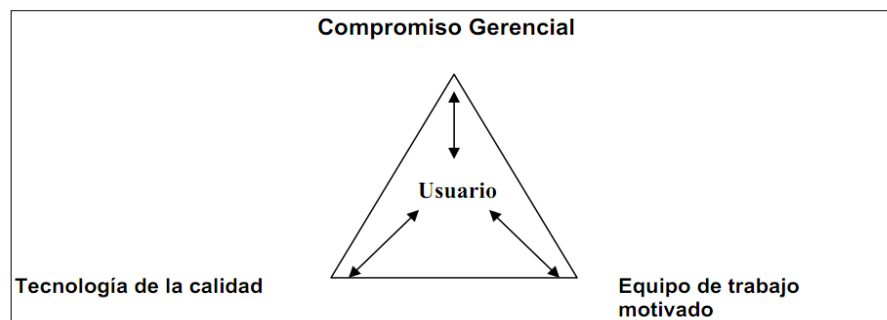 Compromiso Gerencial
Usuario
Tecnología de la calidad
Equipo de trabajo
motivado